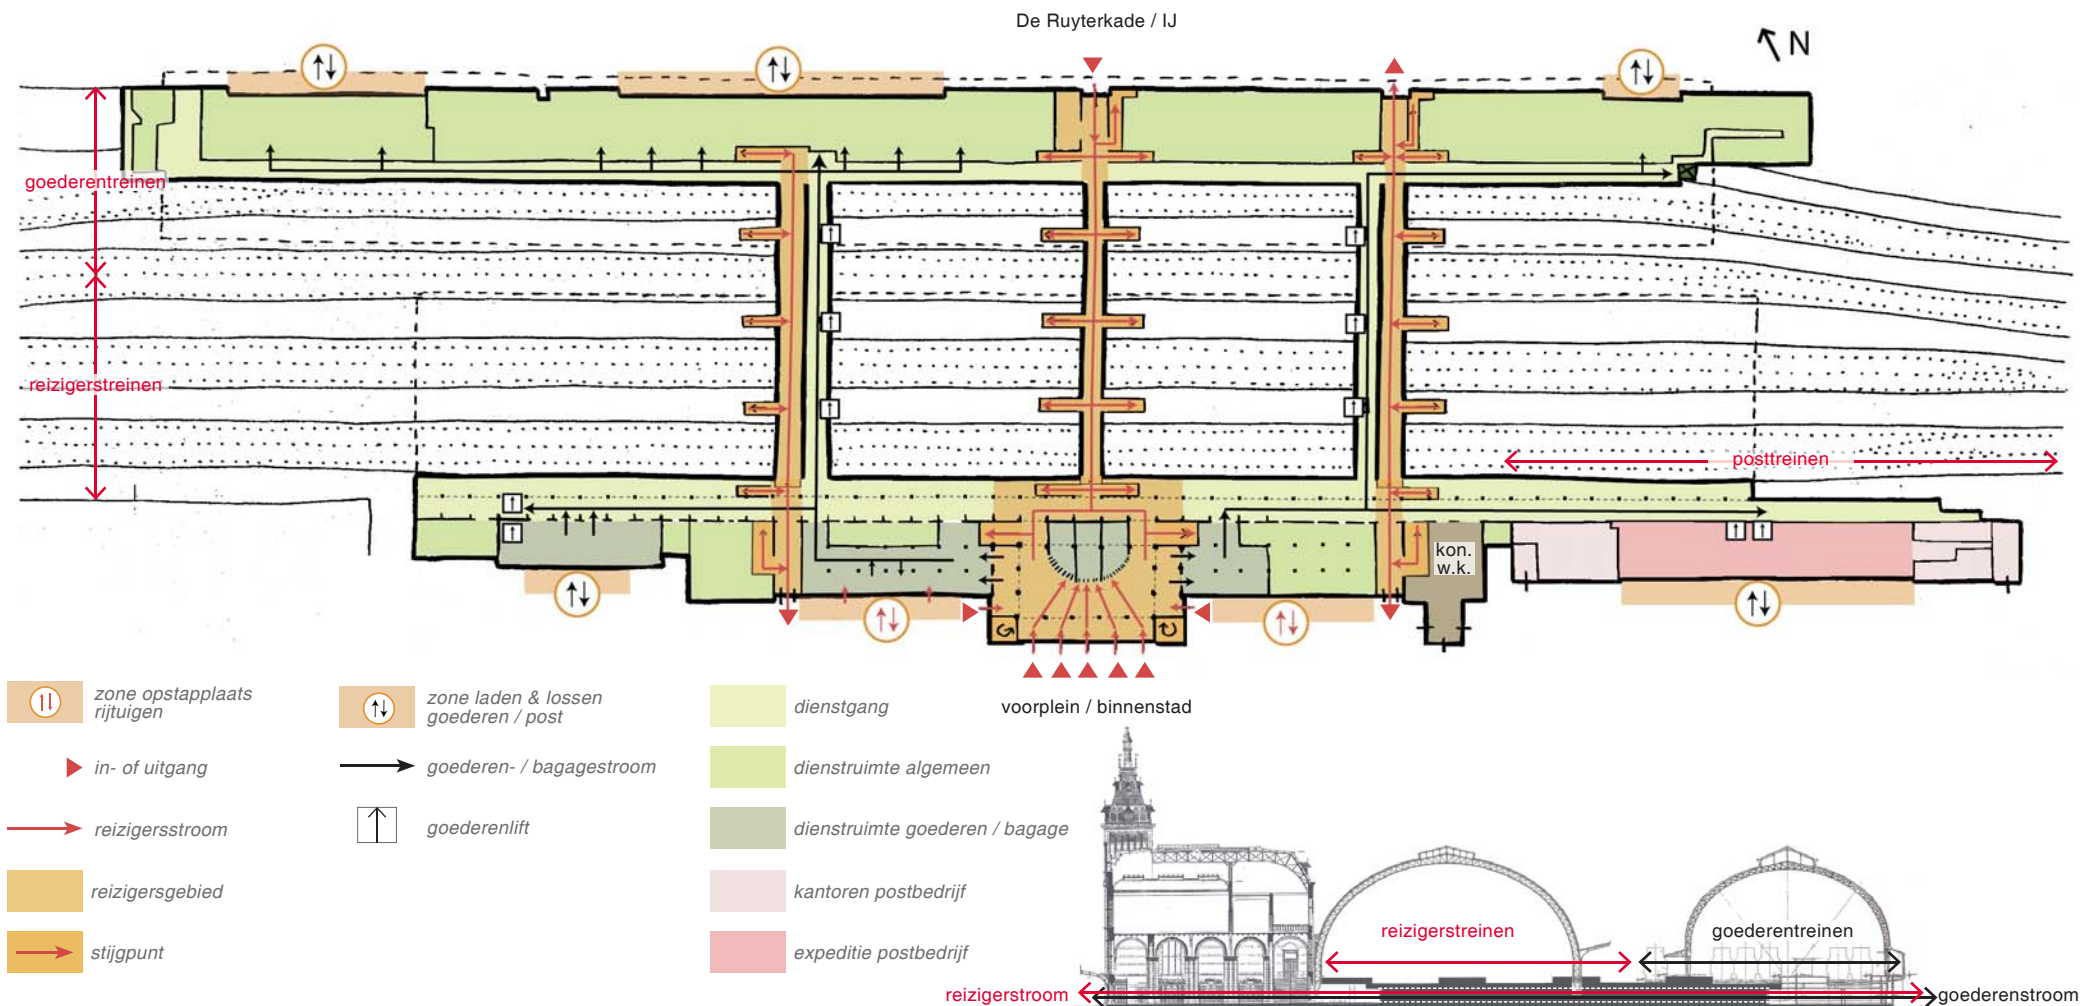 De Ruyterkade / IJ
N
goederentreinen
reizigerstreinen
posttreinen
kon.
w.k.
voorplein / binnenstad
zone opstapplaats
rijtuigen
in- of uitgang
reizigersstroom
reizigersgebied
stijgpunt
zone laden & lossen
goederen / post
goederen- / bagagestroom
goederenlift
dienstgang
dienstruimte algemeen
dienstruimte goederen / bagage
kantoren postbedrijf
expeditie postbedrijf
reizigerstreinen
goederentreinen
reizigerstroom
goederenstroom